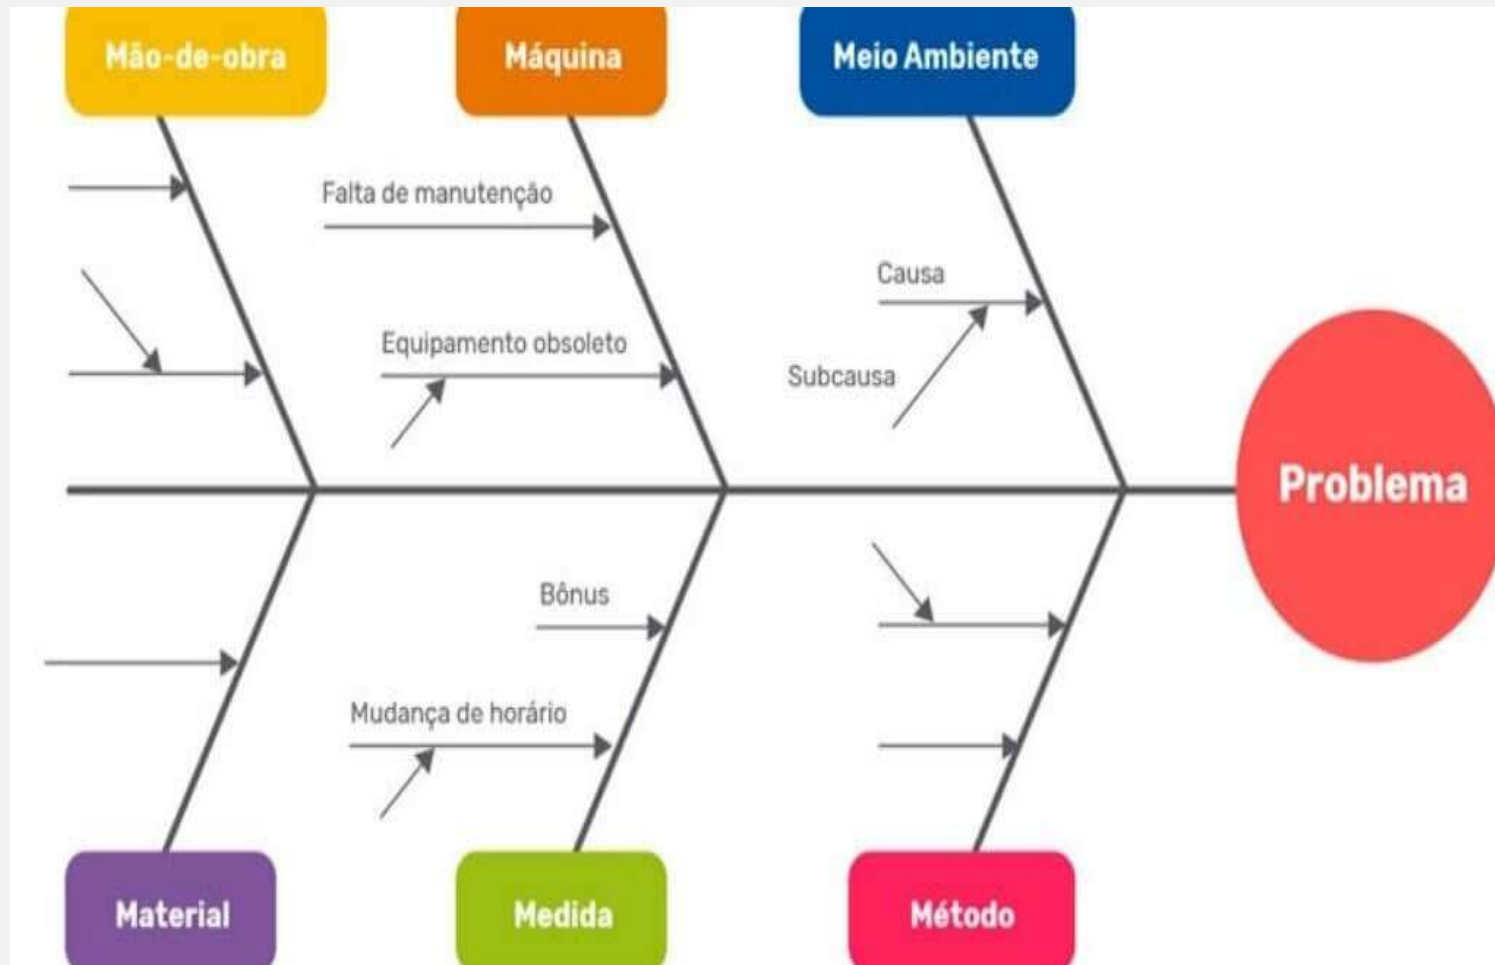 Mão-de-obra
Máquina
Meio Ambiente
Falta de manutenção
Causa
Equipamento obsoleto
Subcausa
Problema
Bônus
Mudança de horário
Material
Medida
Método